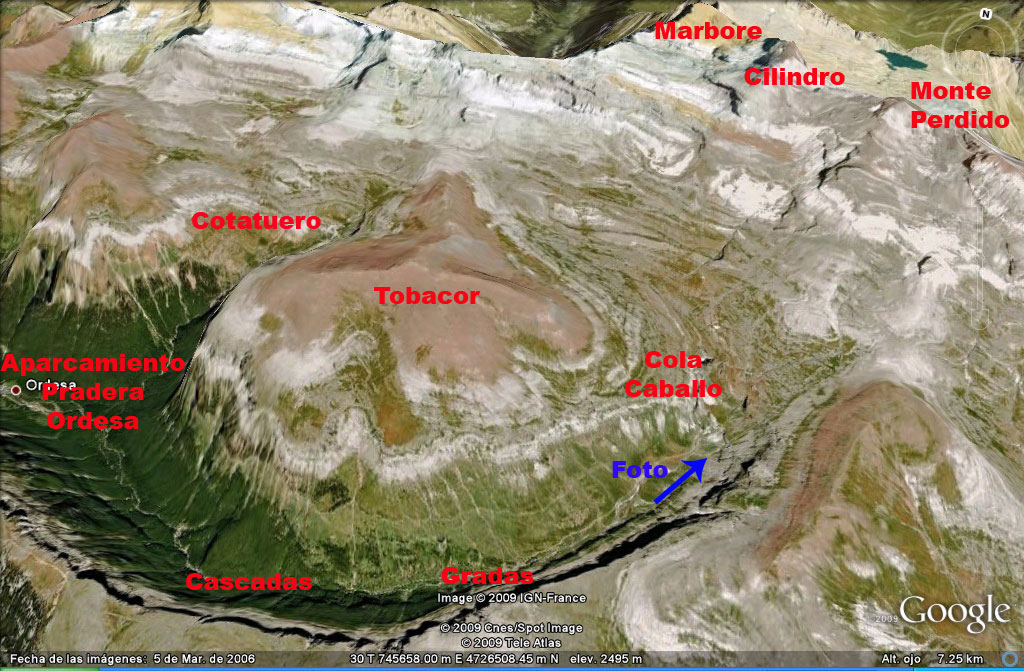 N
Marbore
Cilindro
Monte
Perdido
Cotatuero
Tobacor
Aparcamiento
Ordesa
Pradera
Ordesa
Cola
Caballo
Foto
Cascadas
Gradas
Image © 2009 IGN-France
© 2009 Cnes/Spot Image
© 2009 Tele Atlas
2009 Google
Fecha de las imágenes: 5 de Mar. de 2006 30 T 745658.00 m E 4726508.45 m N elev. 2495 m Alt. ojo 7.25 km